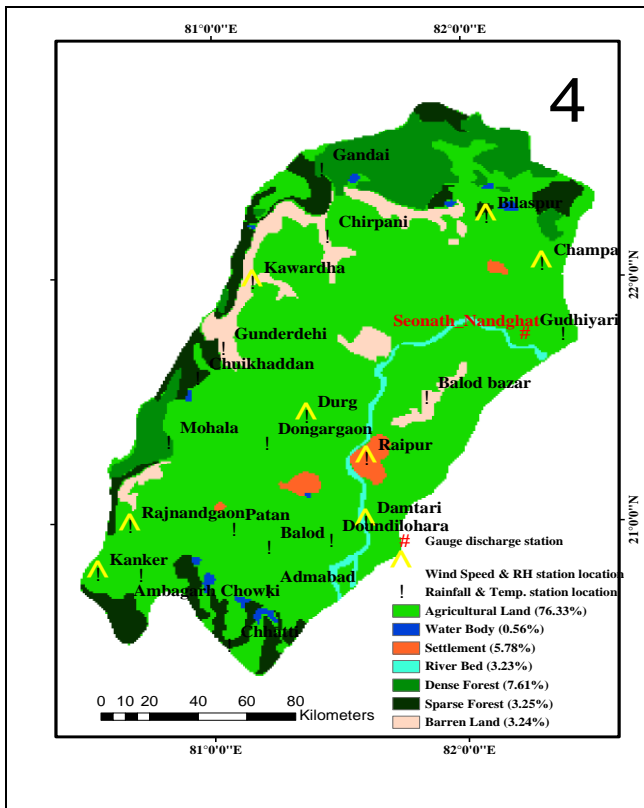 81°0'0"E
82°0'0"E
4
Gandai
Bilaspur
Chirpani
Champa
Kawardha
22°0'0"N
Seonath_Nandghat
Gudhiyari
#
Gunderdehi
Chuikhaddan
Balod bazar
Durg
Dongargaon
Mohala
Raipur
Rajnandgaon
Patan
Damtari
Doundilohara
21°0'0"N
Balod
# Gauge discharge station
Kanker
Wind Speed & RH station location
Ambagarh Chowki
Admabad
! Rainfall & Temp. station location
Agricultural Land (76.33%)
Water Body (0.56%)
Chhatti
Settlement (5.78%)
River Bed (3.23%)
Dense Forest (7.61%)
Sparse Forest (3.25%)
Barren Land (3.24%)
0 10 20 40 60 80
Kilometers
81°0'0"E
82°0'0"E